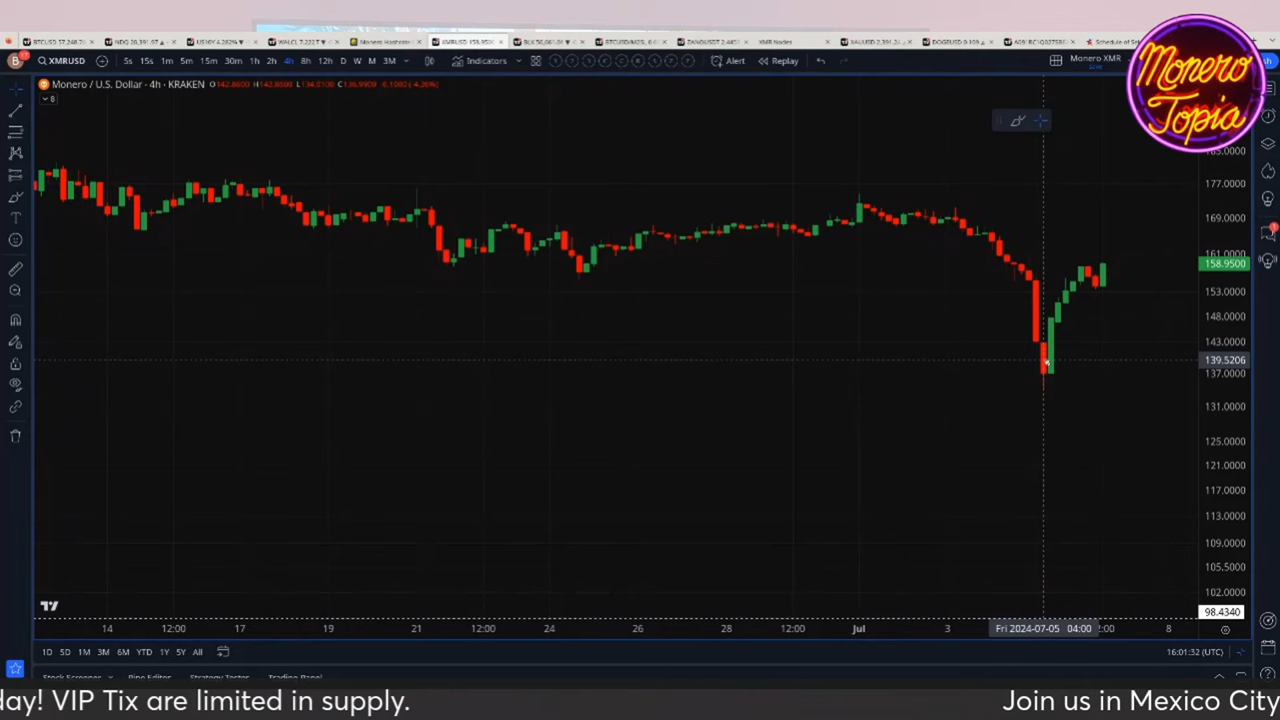 XMRUSD
5s 15s 1m 5m 15m 30m 1h 2h 4h 8h 12h D W M 3M
Indicators
Alert
Replay
Monero XMR
Monero
Topia
Monero / U.S. Dollar · 4h · KRAKEN
8
177.0000
169.0000
161.0000
158.9500
153.0000
148.0000
143.0000
139.5206
137.0000
131.0000
125.0000
121.0000
117.0000
113.0000
109.0000
105.5000
102.0000
98.4340
14 12:00 17 19 21 12:00 24 26 28 12:00 Jul 3 Fri 2024-07-05 04:00 8
1D 5D 1M 3M 6M YTD 1Y 5Y All
16:01:32 (UTC)
day! VIP Tix are limited in supply.
Join us in Mexico City